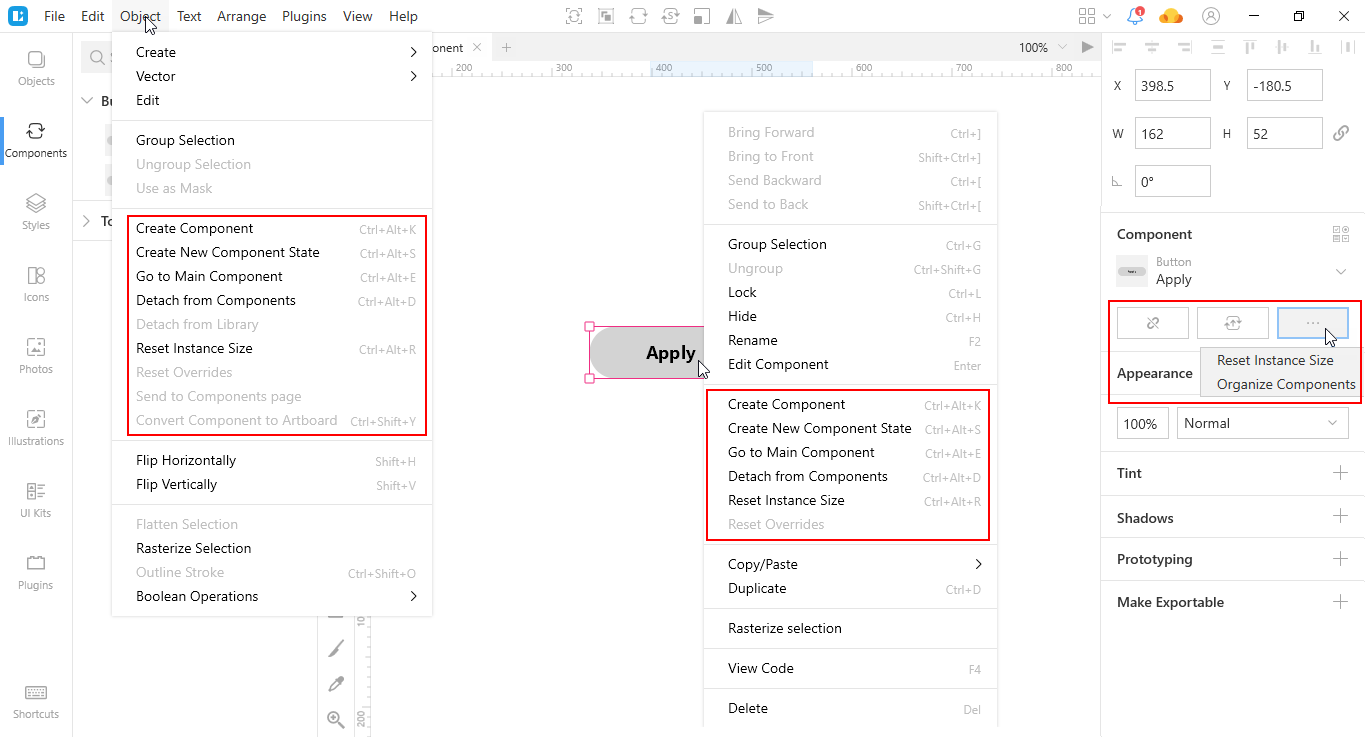 File Edit Object Text Arrange Plugins View Help
1
onent
100%
Objects
Components
Styles
Icons
Photos
Illustrations
UI Kits
Plugins
Shortcuts
S
Bu
To
Create
Vector
Edit
Group Selection
Ungroup Selection
Use as Mask
Create Component Ctrl+Alt+K
Create New Component State Ctrl+Alt+S
Go to Main Component Ctrl+Alt+E
Detach from Components Ctrl+Alt+D
Detach from Library
Reset Instance Size Ctrl+Alt+R
Reset Overrides
Send to Components page
Convert Component to Artboard Ctrl+Shift+Y
Flip Horizontally Shift+H
Flip Vertically Shift+V
Flatten Selection
Rasterize Selection
Outline Stroke Ctrl+Shift+O
Boolean Operations
200 300 400 500 600 700 800
200
Apply
Bring Forward Ctrl+]
Bring to Front Shift+Ctrl+]
Send Backward Ctrl+[
Send to Back Shift+Ctrl+[
Group Selection Ctrl+G
Ungroup Ctrl+Shift+G
Lock Ctrl+L
Hide Ctrl+H
Rename F2
Edit Component Enter
Create Component Ctrl+Alt+K
Create New Component State Ctrl+Alt+S
Go to Main Component Ctrl+Alt+E
Detach from Components Ctrl+Alt+D
Reset Instance Size Ctrl+Alt+R
Reset Overrides
Copy/Paste
Duplicate Ctrl+D
Rasterize selection
View Code F4
Delete Del
X 398.5 Y -180.5
W 162 H 52
0°
Component
Button
Apply
Reset Instance Size
Appearance
Organize Components
100% Normal
Tint
Shadows
Prototyping
Make Exportable